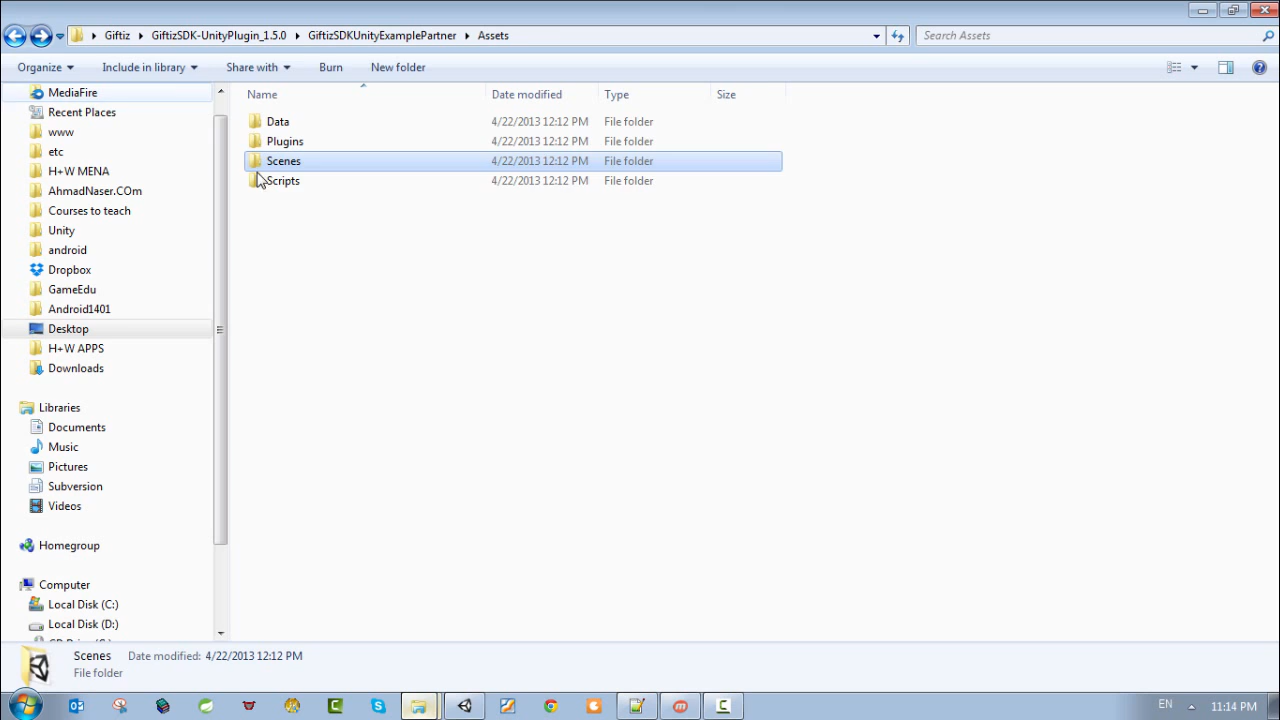 Giftiz GiftizSDK-UnityPlugin_1.5.0 GiftizSDKUnityExamplePartner Assets Search Assets
Organize Include in library Share with Burn New folder
MediaFire
Recent Places
www
etc
H+W MENA
AhmadNaser.COm
Courses to teach
Unity
android
Dropbox
GameEdu
Android1401
Desktop
H+W APPS
Downloads
Libraries
Documents
Music
Pictures
Subversion
Videos
Homegroup
Computer
Local Disk (C:)
Local Disk (D:)
Name Date modified Type Size
Data 4/22/2013 12:12 PM File folder
Plugins 4/22/2013 12:12 PM File folder
Scenes 4/22/2013 12:12 PM File folder
Scripts 4/22/2013 12:12 PM File folder
Scenes Date modified: 4/22/2013 12:12 PM
File folder
EN 11:14 PM